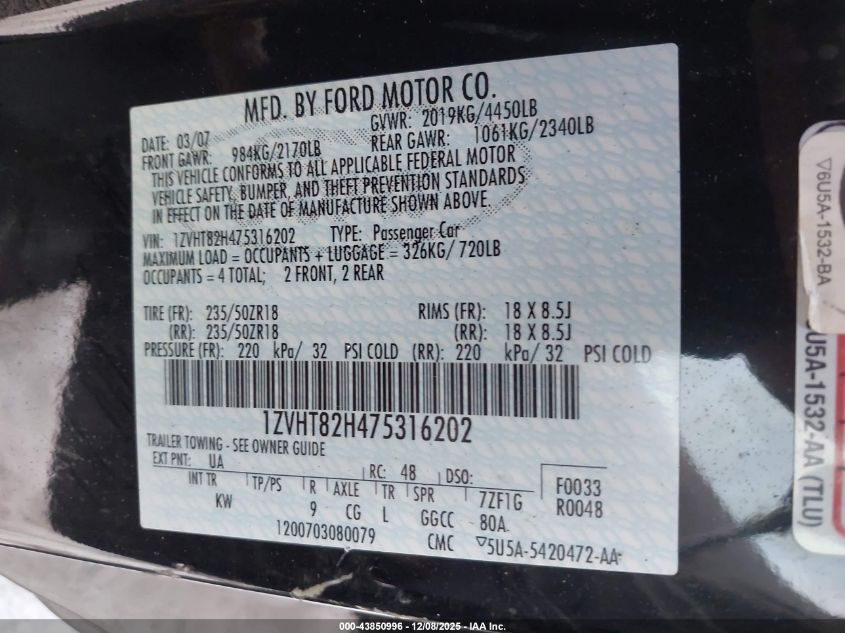 MFD. BY FORD MOTOR CO.
DATE: 03/07 GVWR: 2019KG/4450LB
FRONT GAWR: 984KG/2170LB REAR GAWR: 1061KG/2340LB
THIS VEHICLE CONFORMS TO ALL APPLICABLE FEDERAL MOTOR
VEHICLE SAFETY, BUMPER, AND THEFT PREVENTION STANDARDS
IN EFFECT ON THE DATE OF MANUFACTURE SHOWN ABOVE.
VIN: 1ZVHT82H475316202 TYPE: Passenger Car
MAXIMUM LOAD = OCCUPANTS + LUGGAGE = 326KG/ 720LB
OCCUPANTS = 4 TOTAL; 2 FRONT, 2 REAR
TIRE (FR): 235/50ZR18 RIMS (FR): 18 X 8.5J
(RR): 235/50ZR18 (RR): 18 X 8.5J
PRESSURE (FR): 220 kPa/ 32 PSI COLD (RR): 220 kPa/ 32 PSI COLD
1ZVHT82H475316202
TRAILER TOWING - SEE OWNER GUIDE
EXT PNT: UA RC: 48 DSO:
INT TR TP/PS R AXLE TR SPR 7ZF1G F0033
KW 9 CG L GGCC 80A R0048
1200703080079 CMC ▽5U5A-5420472-AA
▽6U5A-1532-BA
5U5A-1532-AA (TLU)
000-43850996 - 12/08/2025 - IAA Inc.